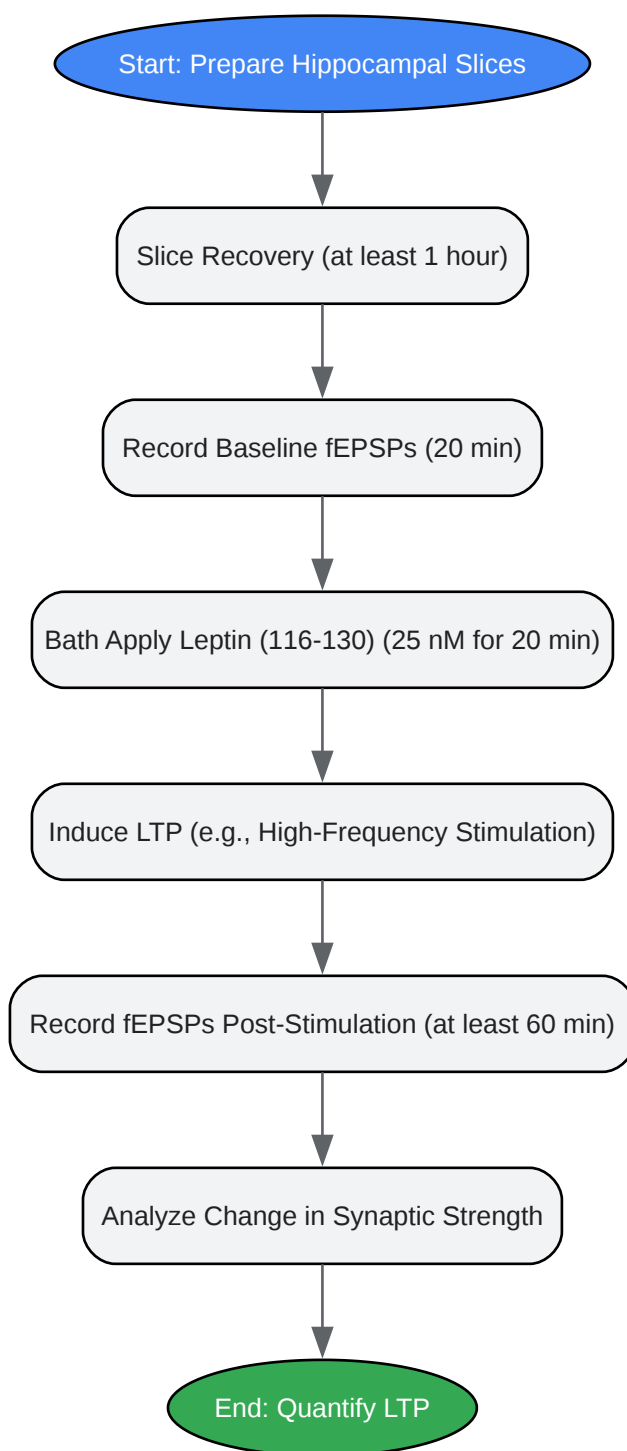 Start: Prepare Hippocampal Slices
Slice Recovery (at least 1 hour)
Record Baseline fEPSPs (20 min)
Bath Apply Leptin (116-130) (25 nM for 20 min)
Induce LTP (e.g., High-Frequency Stimulation)
Record fEPSPs Post-Stimulation (at least 60 min)
Analyze Change in Synaptic Strength
End: Quantify LTP